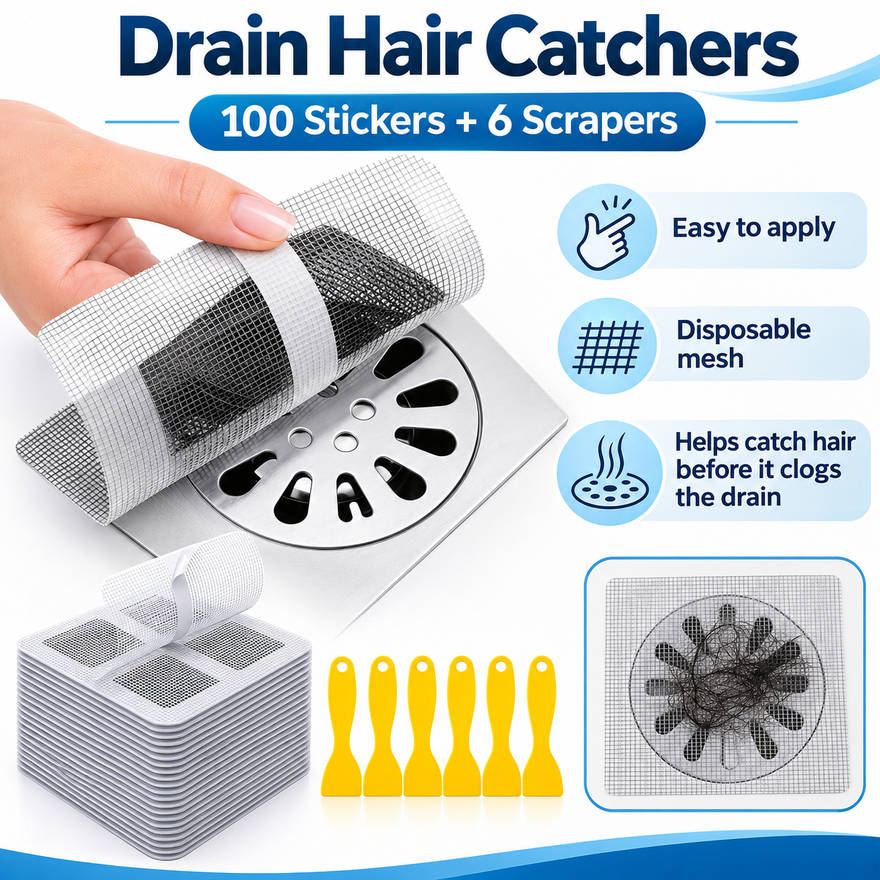 Drain Hair Catchers
100 Stickers + 6 Scrapers
Easy to apply
Disposable
mesh
Helps catch hair
before it clogs
the drain